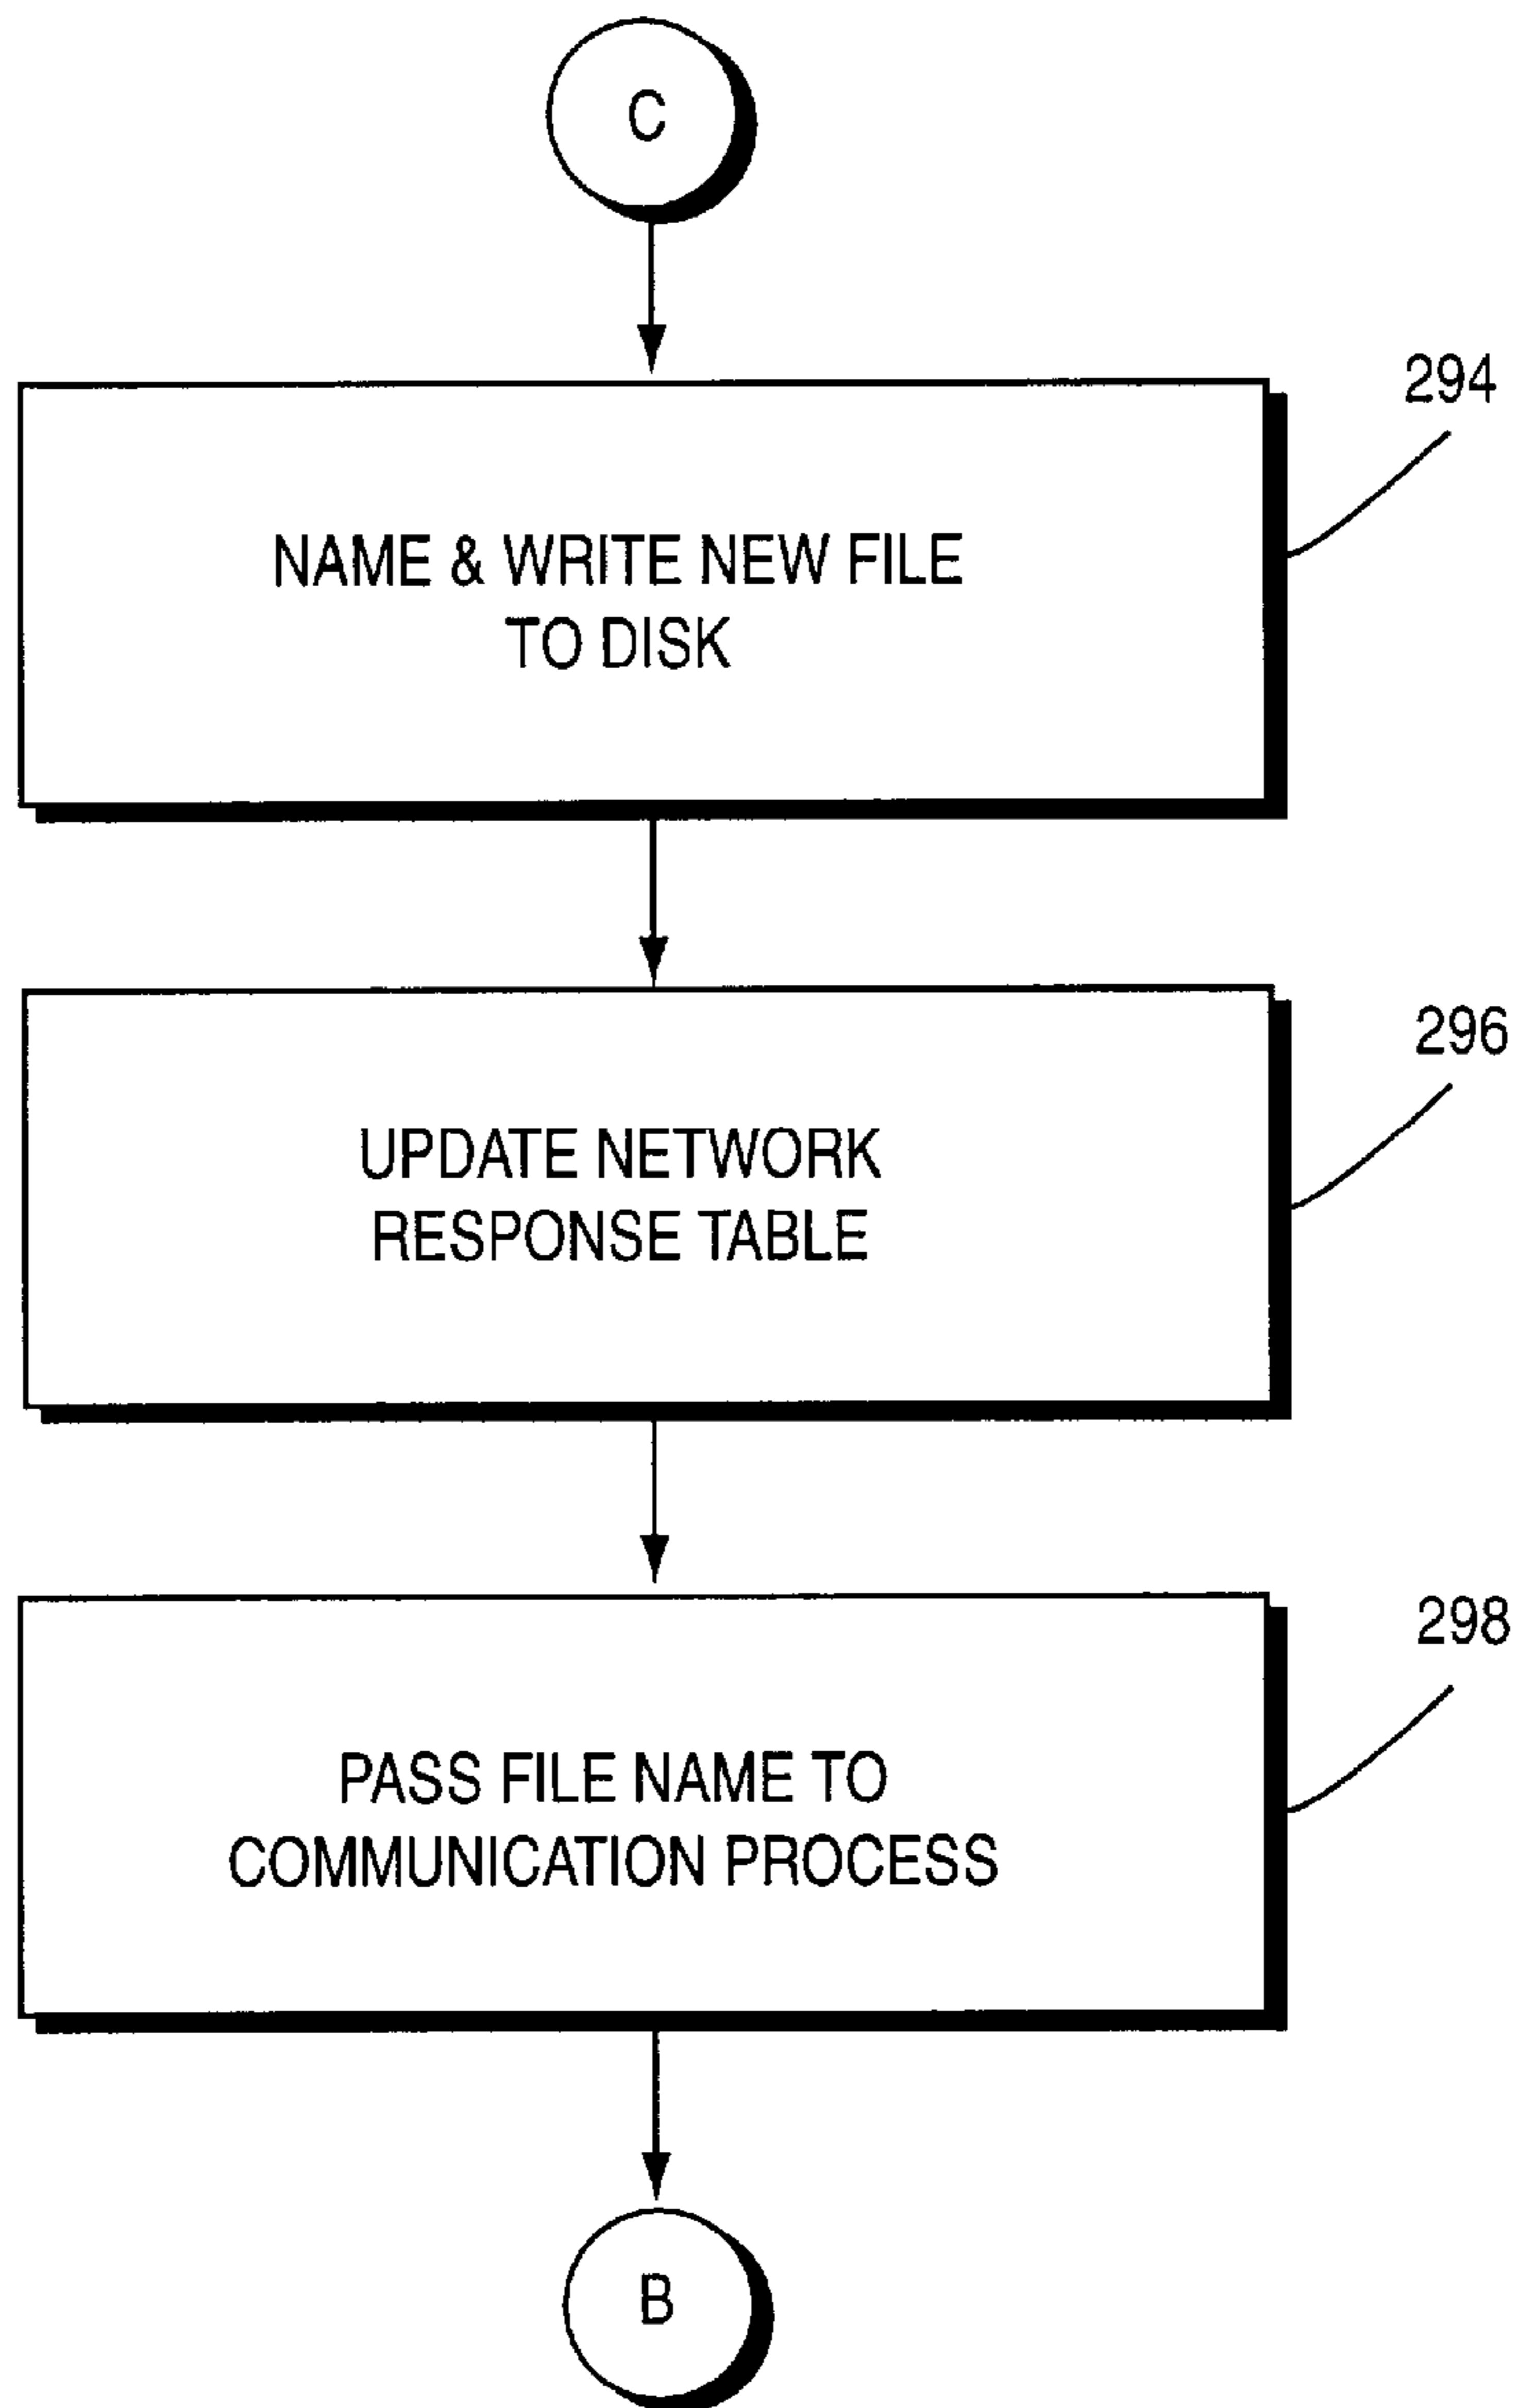 C
294
NAME & WRITE NEW FILE
TO DISK
296
UPDATE NETWORK
RESPONSE TABLE
298
PASS FILE NAME TO
COMMUNICATION PROCESS
B